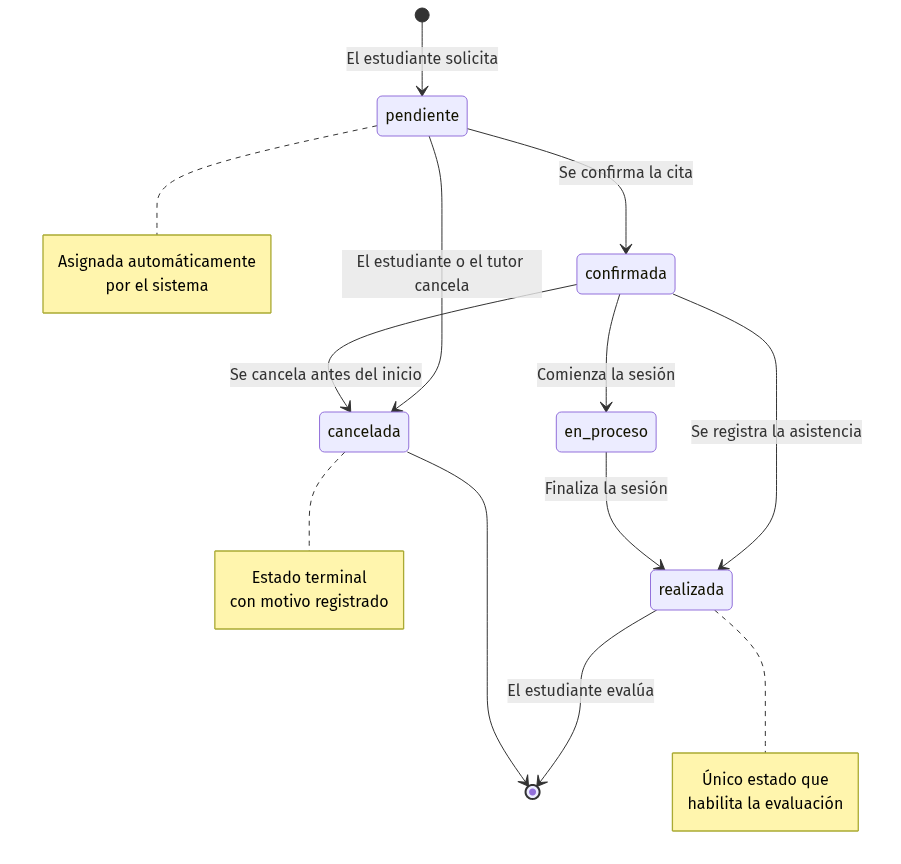 El estudiante solicita
pendiente
Se confirma la cita
Asignada automáticamente
por el sistema
El estudiante o el tutor
cancela
confirmada
Se cancela antes del inicio
Comienza la sesión
cancelada
en_proceso
Se registra la asistencia
Finaliza la sesión
Estado terminal
con motivo registrado
realizada
El estudiante evalúa
Único estado que
habilita la evaluación